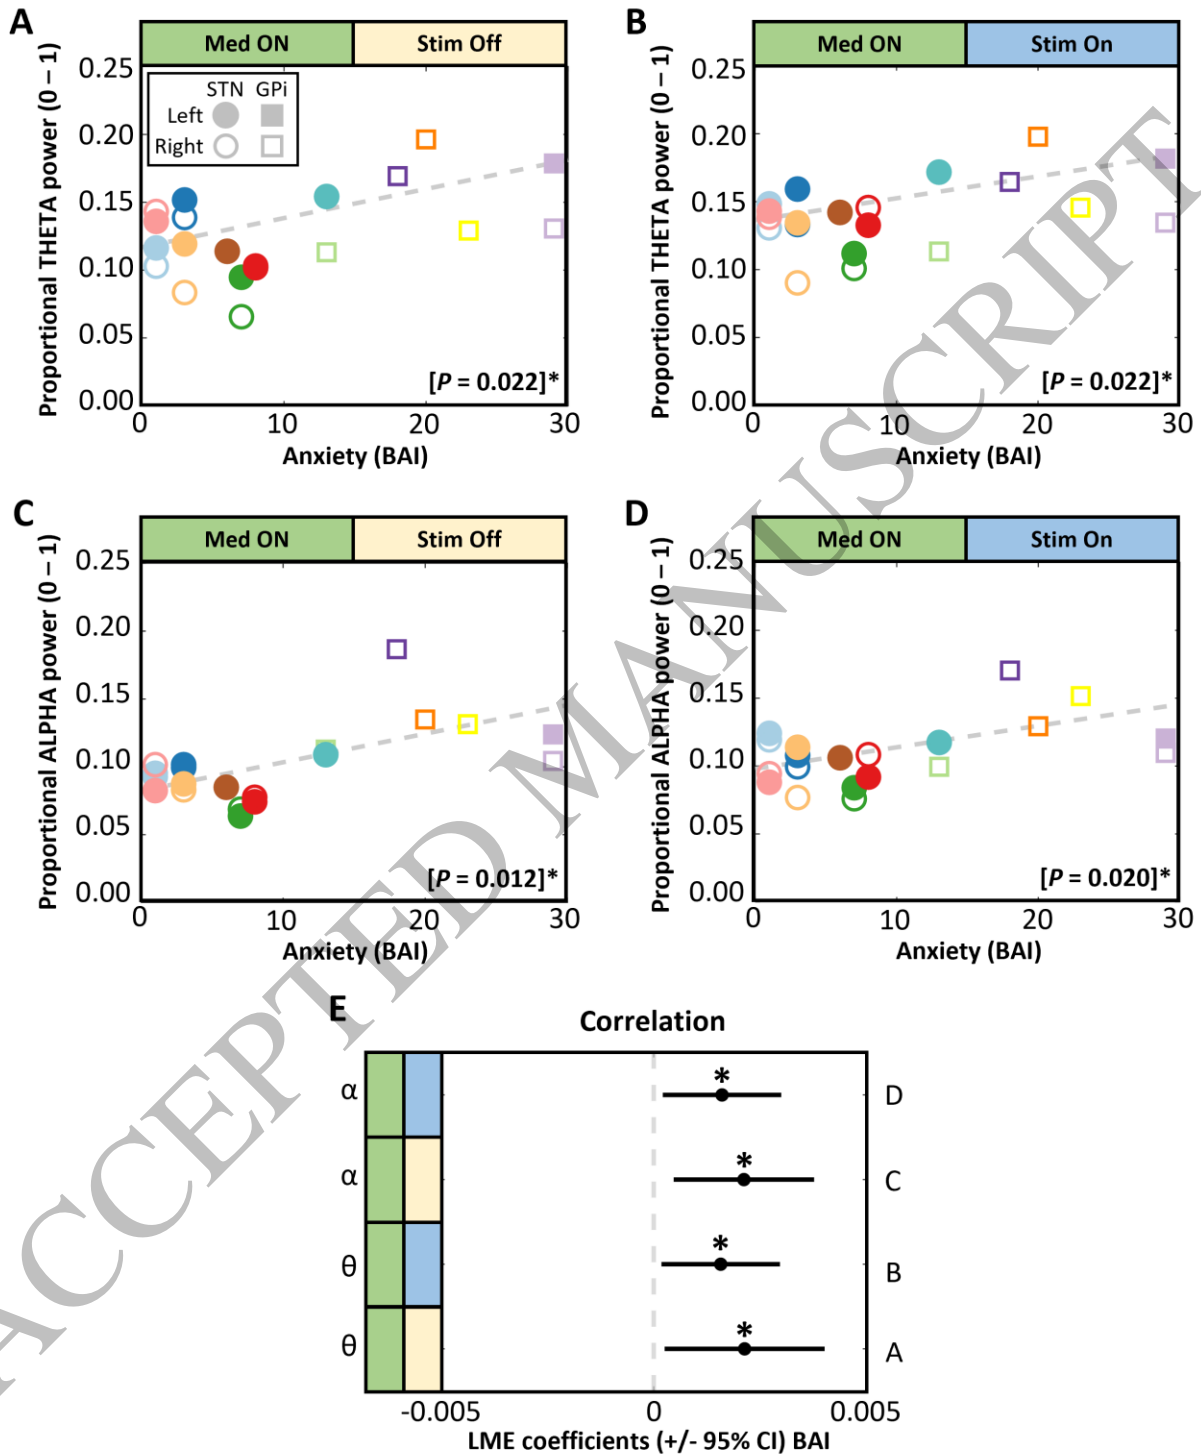 A
Med ON Stim Off
Proportional THETA power (0 – 1)
0.25
0.20
0.15
0.10
0.05
0.00
STN GPi
Left
Right
[P = 0.022]*
0 10 20 30
Anxiety (BAI)
B
Med ON Stim On
Proportional THETA power (0 – 1)
0.25
0.20
0.15
0.10
0.05
0.00
[P = 0.022]*
0 10 20 30
Anxiety (BAI)
C
Med ON Stim Off
Proportional ALPHA power (0 – 1)
0.25
0.20
0.15
0.10
0.05
0.00
[P = 0.012]*
0 10 20 30
Anxiety (BAI)
D
Med ON Stim On
Proportional ALPHA power (0 – 1)
0.25
0.20
0.15
0.10
0.05
0.00
[P = 0.020]*
0 10 20 30
Anxiety (BAI)
E
Correlation
α * D
α * C
θ * B
θ * A
-0.005 0 0.005
LME coefficients (+/- 95% CI) BAI
ACCEPTED MANUSCRIPT